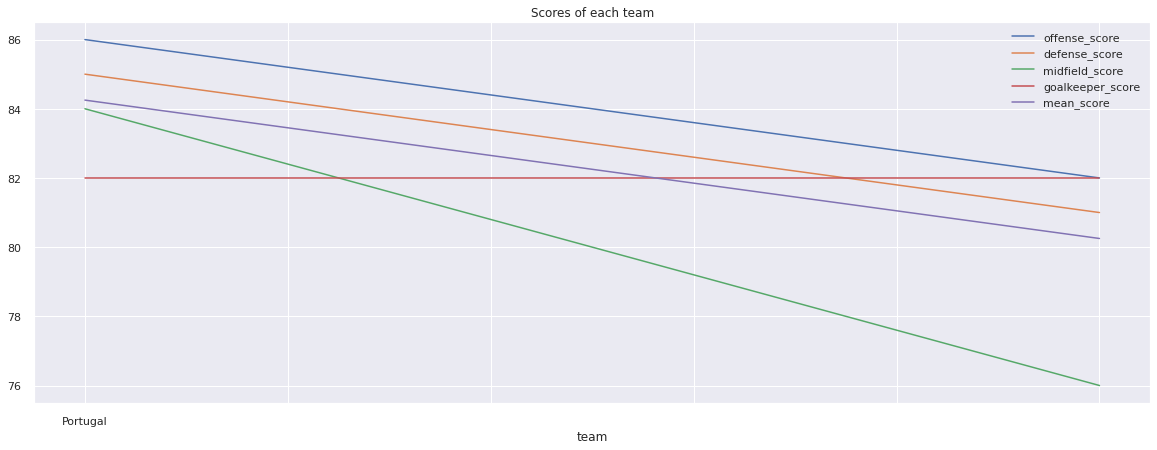 Scores of each team
86
84
82
80
78
76
offense_score
defense_score
midfield_score
goalkeeper_score
mean_score
Portugal
team